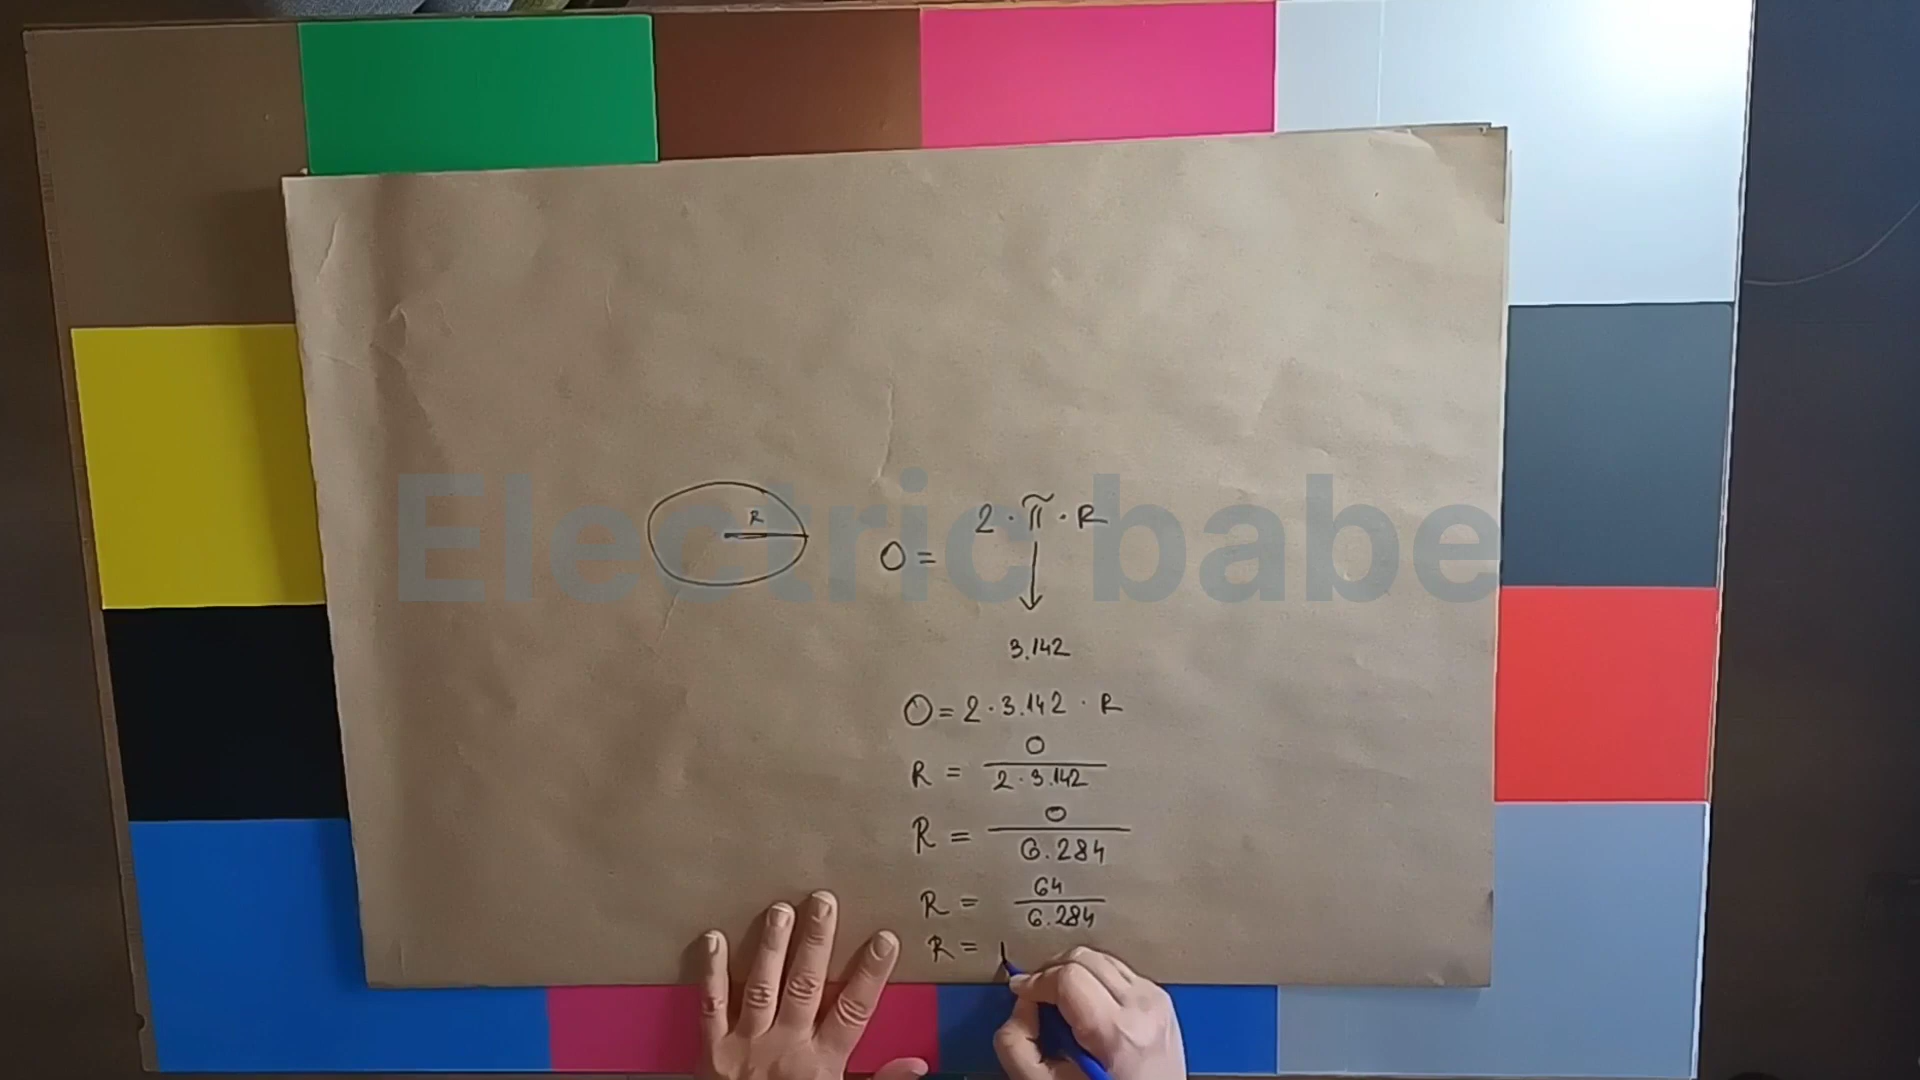 Electric babe
R
2 · π · R
O =
3.142
O = 2 · 3.142 · R
R = O / 2 · 3.142
R = O / 6.284
R = 64 / 6.284
R = 1